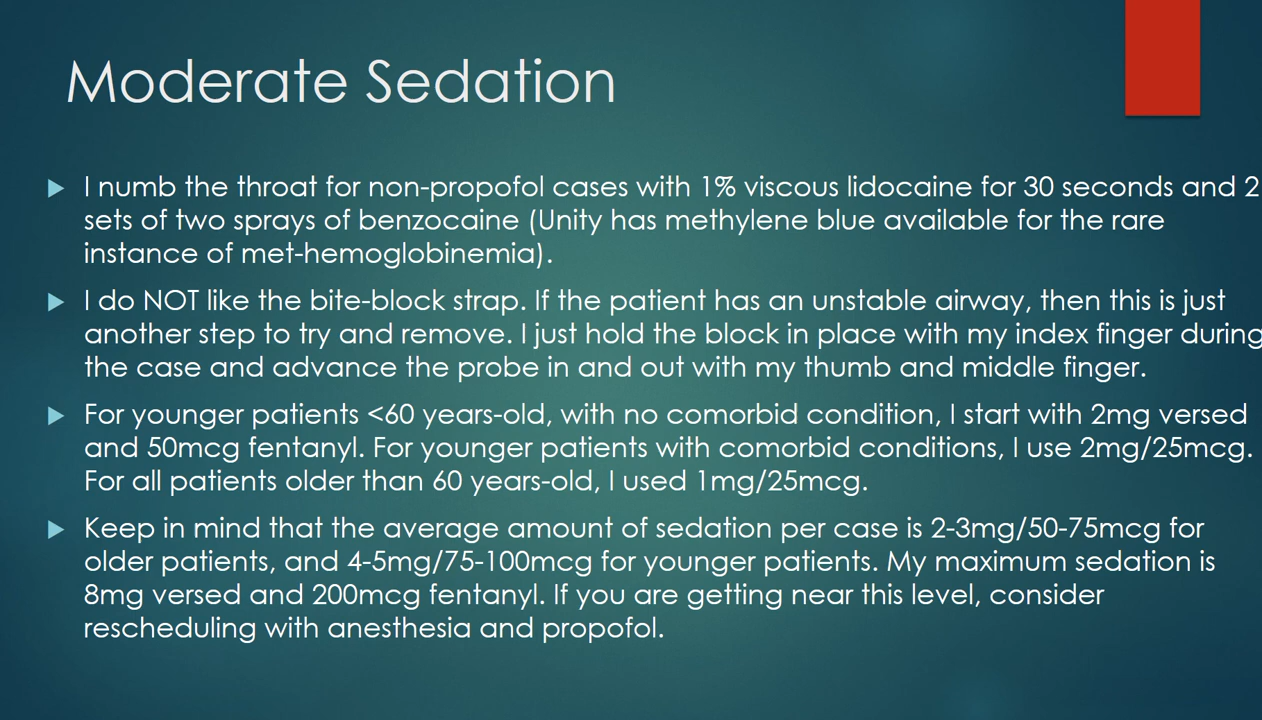 Moderate Sedation
I numb the throat for non-propofol cases with 1% viscous lidocaine for 30 seconds and 2
sets of two sprays of benzocaine (Unity has methylene blue available for the rare
instance of met-hemoglobinemia).
I do NOT like the bite-block strap. If the patient has an unstable airway, then this is just
another step to try and remove. I just hold the block in place with my index finger during
the case and advance the probe in and out with my thumb and middle finger.
For younger patients <60 years-old, with no comorbid condition, I start with 2mg versed
and 50mcg fentanyl. For younger patients with comorbid conditions, I use 2mg/25mcg.
For all patients older than 60 years-old, I used 1mg/25mcg.
Keep in mind that the average amount of sedation per case is 2-3mg/50-75mcg for
older patients, and 4-5mg/75-100mcg for younger patients. My maximum sedation is
8mg versed and 200mcg fentanyl. If you are getting near this level, consider
rescheduling with anesthesia and propofol.